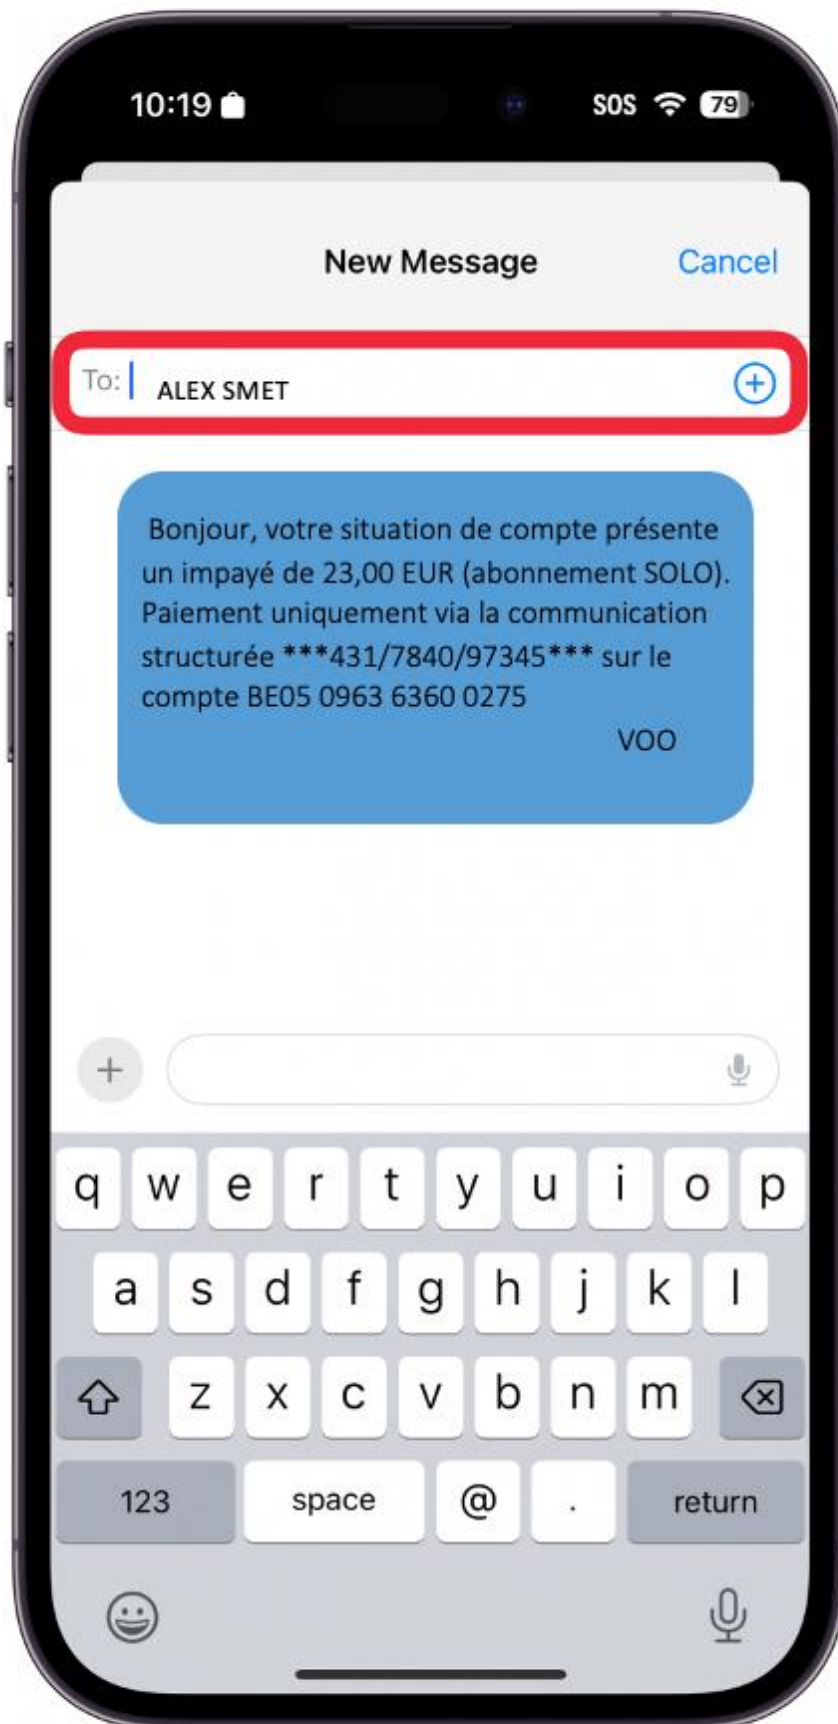 10:19 SOS 79
New Message Cancel
To: ALEX SMET
Bonjour, votre situation de compte présente
un impayé de 23,00 EUR (abonnement SOLO).
Paiement uniquement via la communication
structurée ***431/7840/97345*** sur le
compte BE05 0963 6360 0275
VOO
q w e r t y u i o p
a s d f g h j k l
z x c v b n m
123 space @ . return